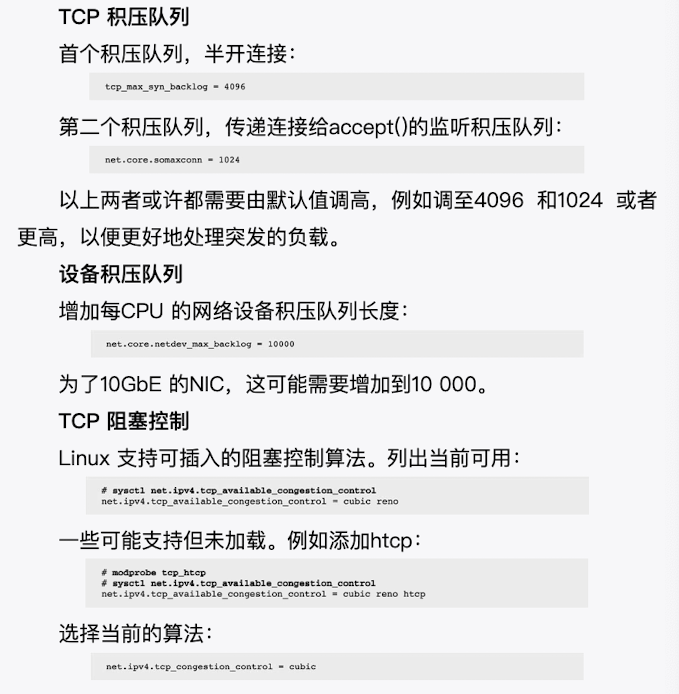 TCP 积压队列
首个积压队列，半开连接：
tcp_max_syn_backlog = 4096
第二个积压队列，传递连接给accept()的监听积压队列：
net.core.somaxconn = 1024
以上两者或许都需要由默认值调高，例如调至4096 和1024 或者
更高，以便更好地处理突发的负载。
设备积压队列
增加每CPU 的网络设备积压队列长度：
net.core.netdev_max_backlog = 10000
为了10GbE 的NIC，这可能需要增加到10 000。
TCP 阻塞控制
Linux 支持可插入的阻塞控制算法。列出当前可用：
# sysctl net.ipv4.tcp_available_congestion_control
net.ipv4.tcp_available_congestion_control = cubic reno
一些可能支持但未加载。例如添加htcp：
# modprobe tcp_htcp
# sysctl net.ipv4.tcp_available_congestion_control
net.ipv4.tcp_available_congestion_control = cubic reno htcp
选择当前的算法：
net.ipv4.tcp_congestion_control = cubic